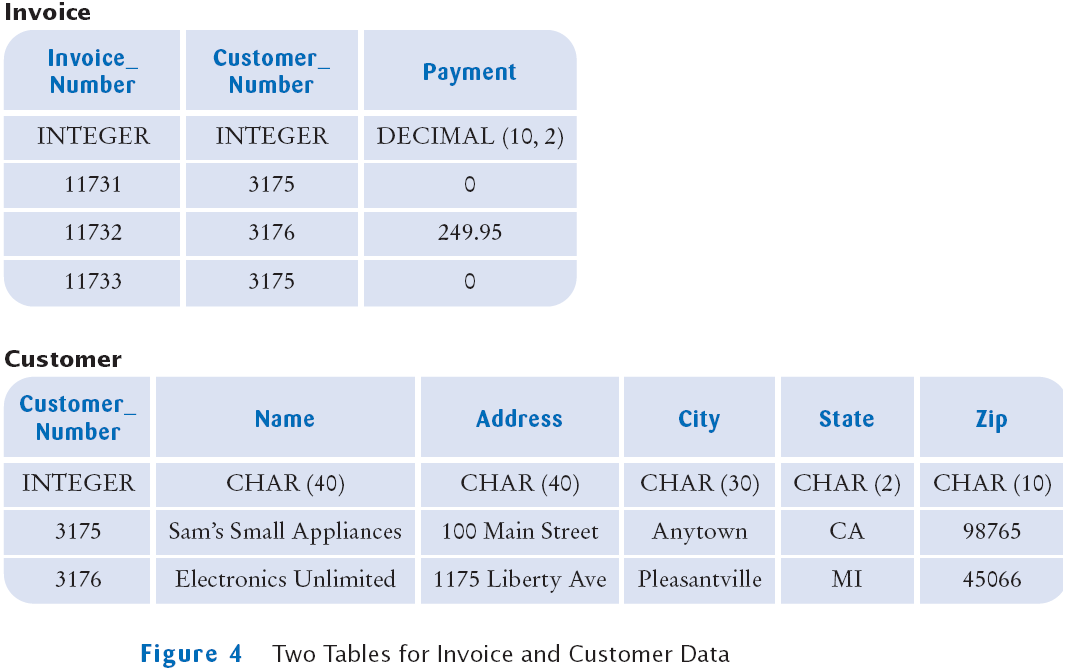 Invoice
Invoice_ Number Customer_ Number Payment
INTEGER INTEGER DECIMAL (10, 2)
11731 3175 0
11732 3176 249.95
11733 3175 0
Customer
Customer_ Number Name Address City State Zip
INTEGER CHAR (40) CHAR (40) CHAR (30) CHAR (2) CHAR (10)
3175 Sam’s Small Appliances 100 Main Street Anytown CA 98765
3176 Electronics Unlimited 1175 Liberty Ave Pleasantville MI 45066
Figure 4 Two Tables for Invoice and Customer Data